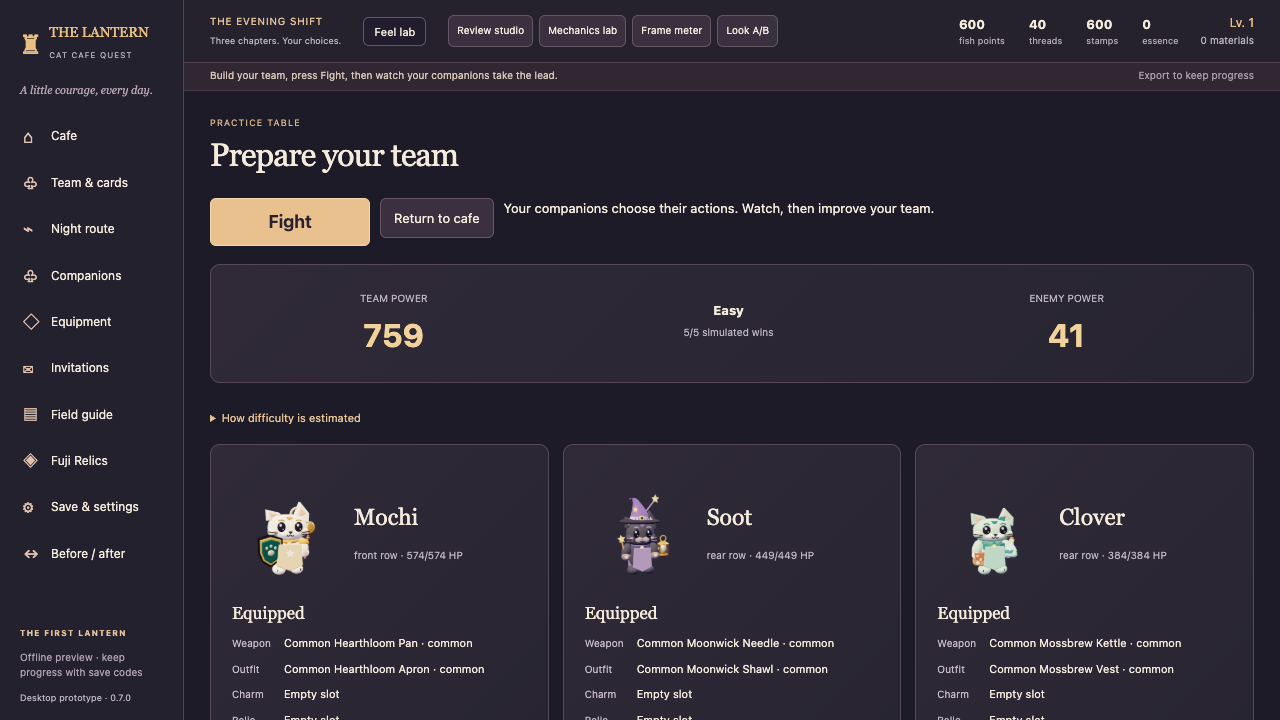 THE LANTERN
CAT CAFE QUEST
A little courage, every day.
Cafe
Team & cards
Night route
Companions
Equipment
Invitations
Field guide
Fuji Relics
Save & settings
Before / after
THE FIRST LANTERN
Offline preview · keep
progress with save codes
Desktop prototype · 0.7.0
THE EVENING SHIFT
Three chapters. Your choices.
Feel lab
Review studio
Mechanics lab
Frame meter
Look A/B
600
fish points
40
threads
600
stamps
0
essence
Lv. 1
0 materials
Build your team, press Fight, then watch your companions take the lead.
Export to keep progress
PRACTICE TABLE
Prepare your team
Fight
Return to cafe
Your companions choose their actions. Watch, then improve your team.
TEAM POWER
759
Easy
5/5 simulated wins
ENEMY POWER
41
How difficulty is estimated
Mochi
front row · 574/574 HP
Equipped
Weapon Common Hearthloom Pan · common
Outfit Common Hearthloom Apron · common
Charm Empty slot
Relic Empty slot
Soot
rear row · 449/449 HP
Equipped
Weapon Common Moonwick Needle · common
Outfit Common Moonwick Shawl · common
Charm Empty slot
Relic Empty slot
Clover
rear row · 384/384 HP
Equipped
Weapon Common Mossbrew Kettle · common
Outfit Common Mossbrew Vest · common
Charm Empty slot
Relic Empty slot